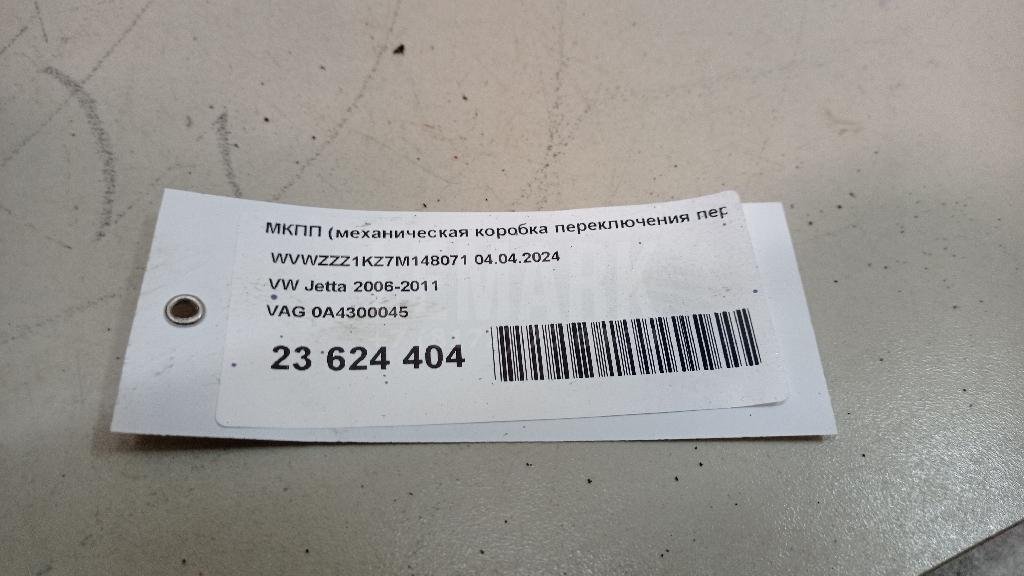 МКПП (механическая коробка переключения пер
WVWZZZ1KZ7M148071 04.04.2024
VW Jetta 2006-2011
VAG 0A4300045
23 624 404